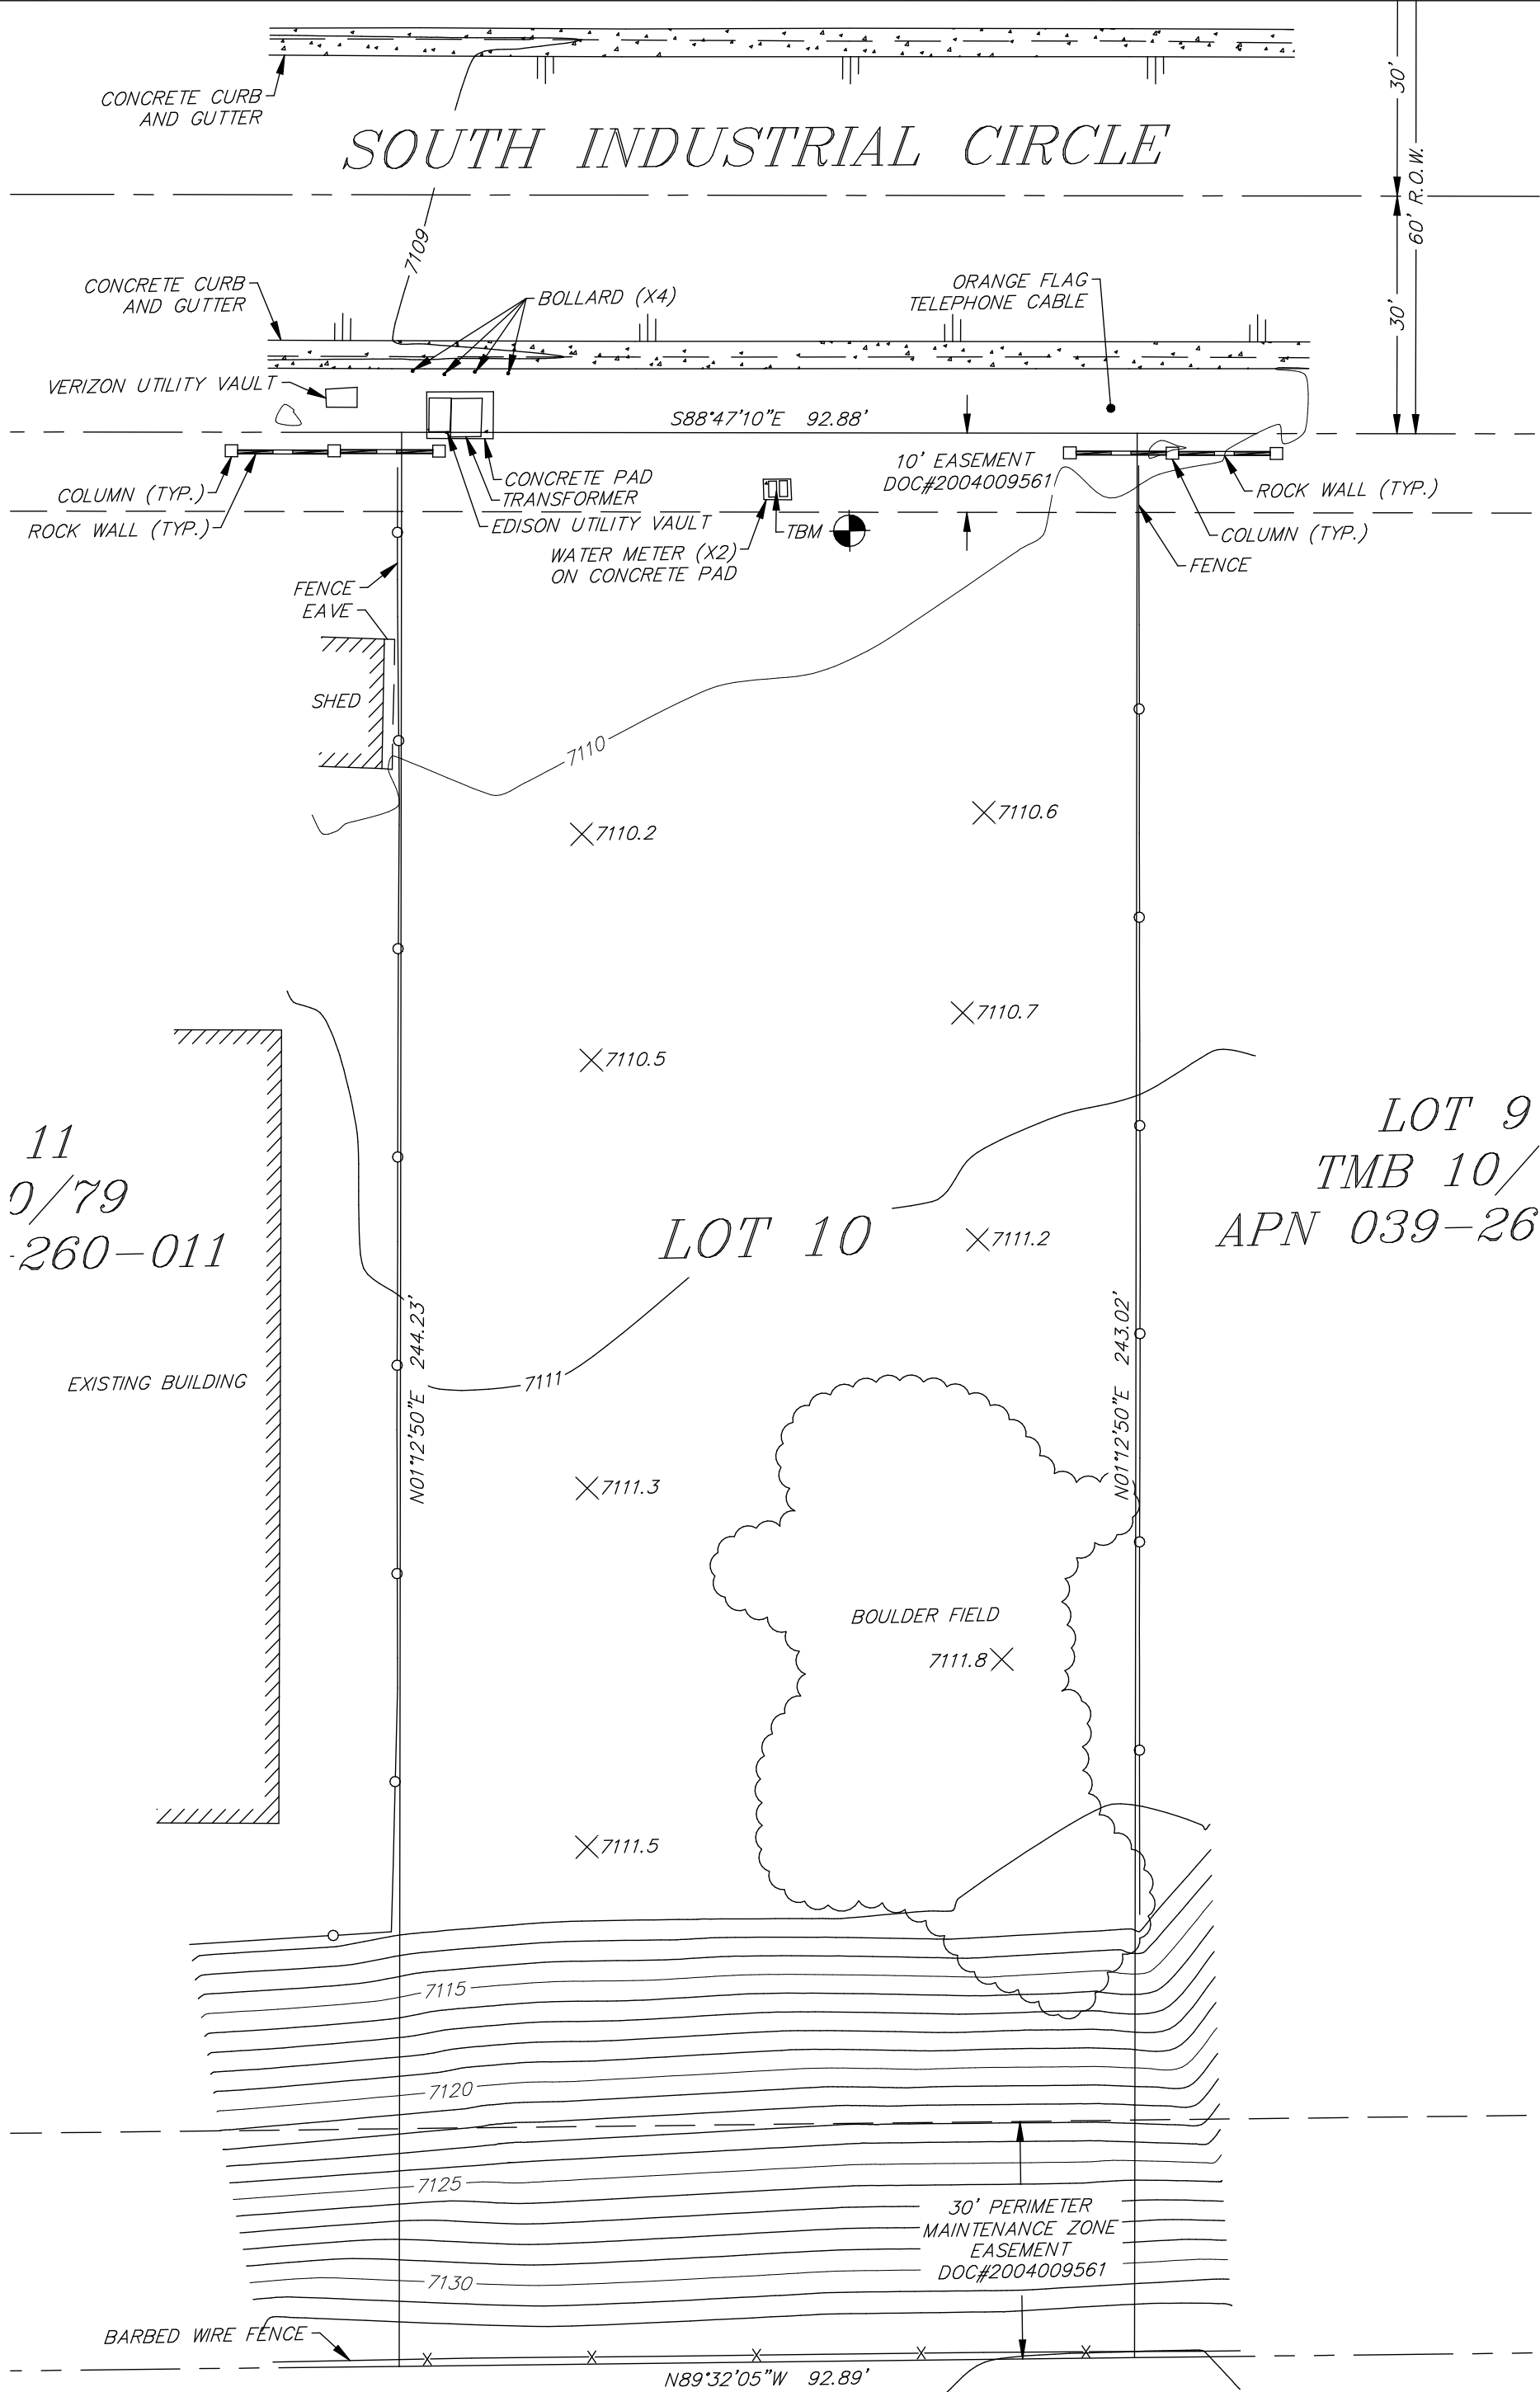 CONCRETE CURB
AND GUTTER
SOUTH INDUSTRIAL CIRCLE
30'
60' R.O.W.
30'
7109
CONCRETE CURB
AND GUTTER
BOLLARD (X4)
ORANGE FLAG
TELEPHONE CABLE
VERIZON UTILITY VAULT
S88°47'10"E 92.88'
10' EASEMENT
DOC#2004009561
COLUMN (TYP.)
ROCK WALL (TYP.)
CONCRETE PAD
TRANSFORMER
EDISON UTILITY VAULT
WATER METER (X2)
ON CONCRETE PAD
TBM
ROCK WALL (TYP.)
COLUMN (TYP.)
FENCE
FENCE
EAVE
SHED
7110
7110.2
7110.6
7110.7
7110.5
11
0/79
-260-011
LOT 9
TMB 10/
APN 039-26
LOT 10
7111.2
N01°12'50"E 244.23'
N01°12'50"E 243.02'
EXISTING BUILDING
7111
7111.3
BOULDER FIELD
7111.8
7111.5
7115
7120
7125
30' PERIMETER
MAINTENANCE ZONE
EASEMENT
DOC#2004009561
7130
BARBED WIRE FENCE
N89°32'05"W 92.89'